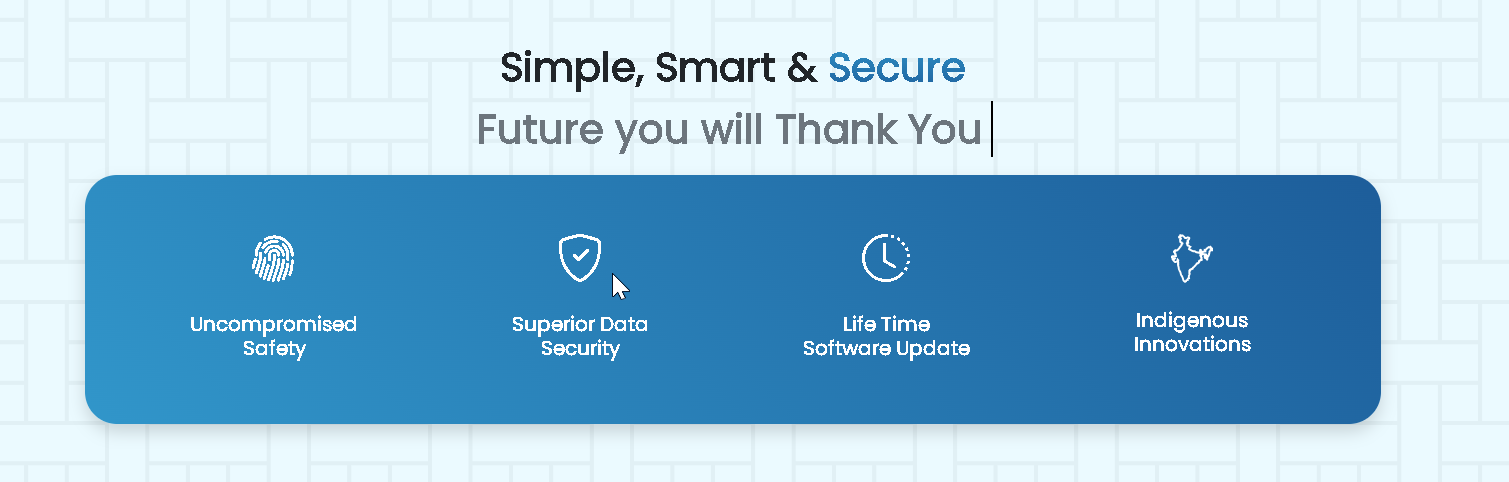 Simple, Smart & Secure
Future you will Thank You
Uncompromised
Safety
Superior Data
Security
Life Time
Software Update
Indigenous
Innovations